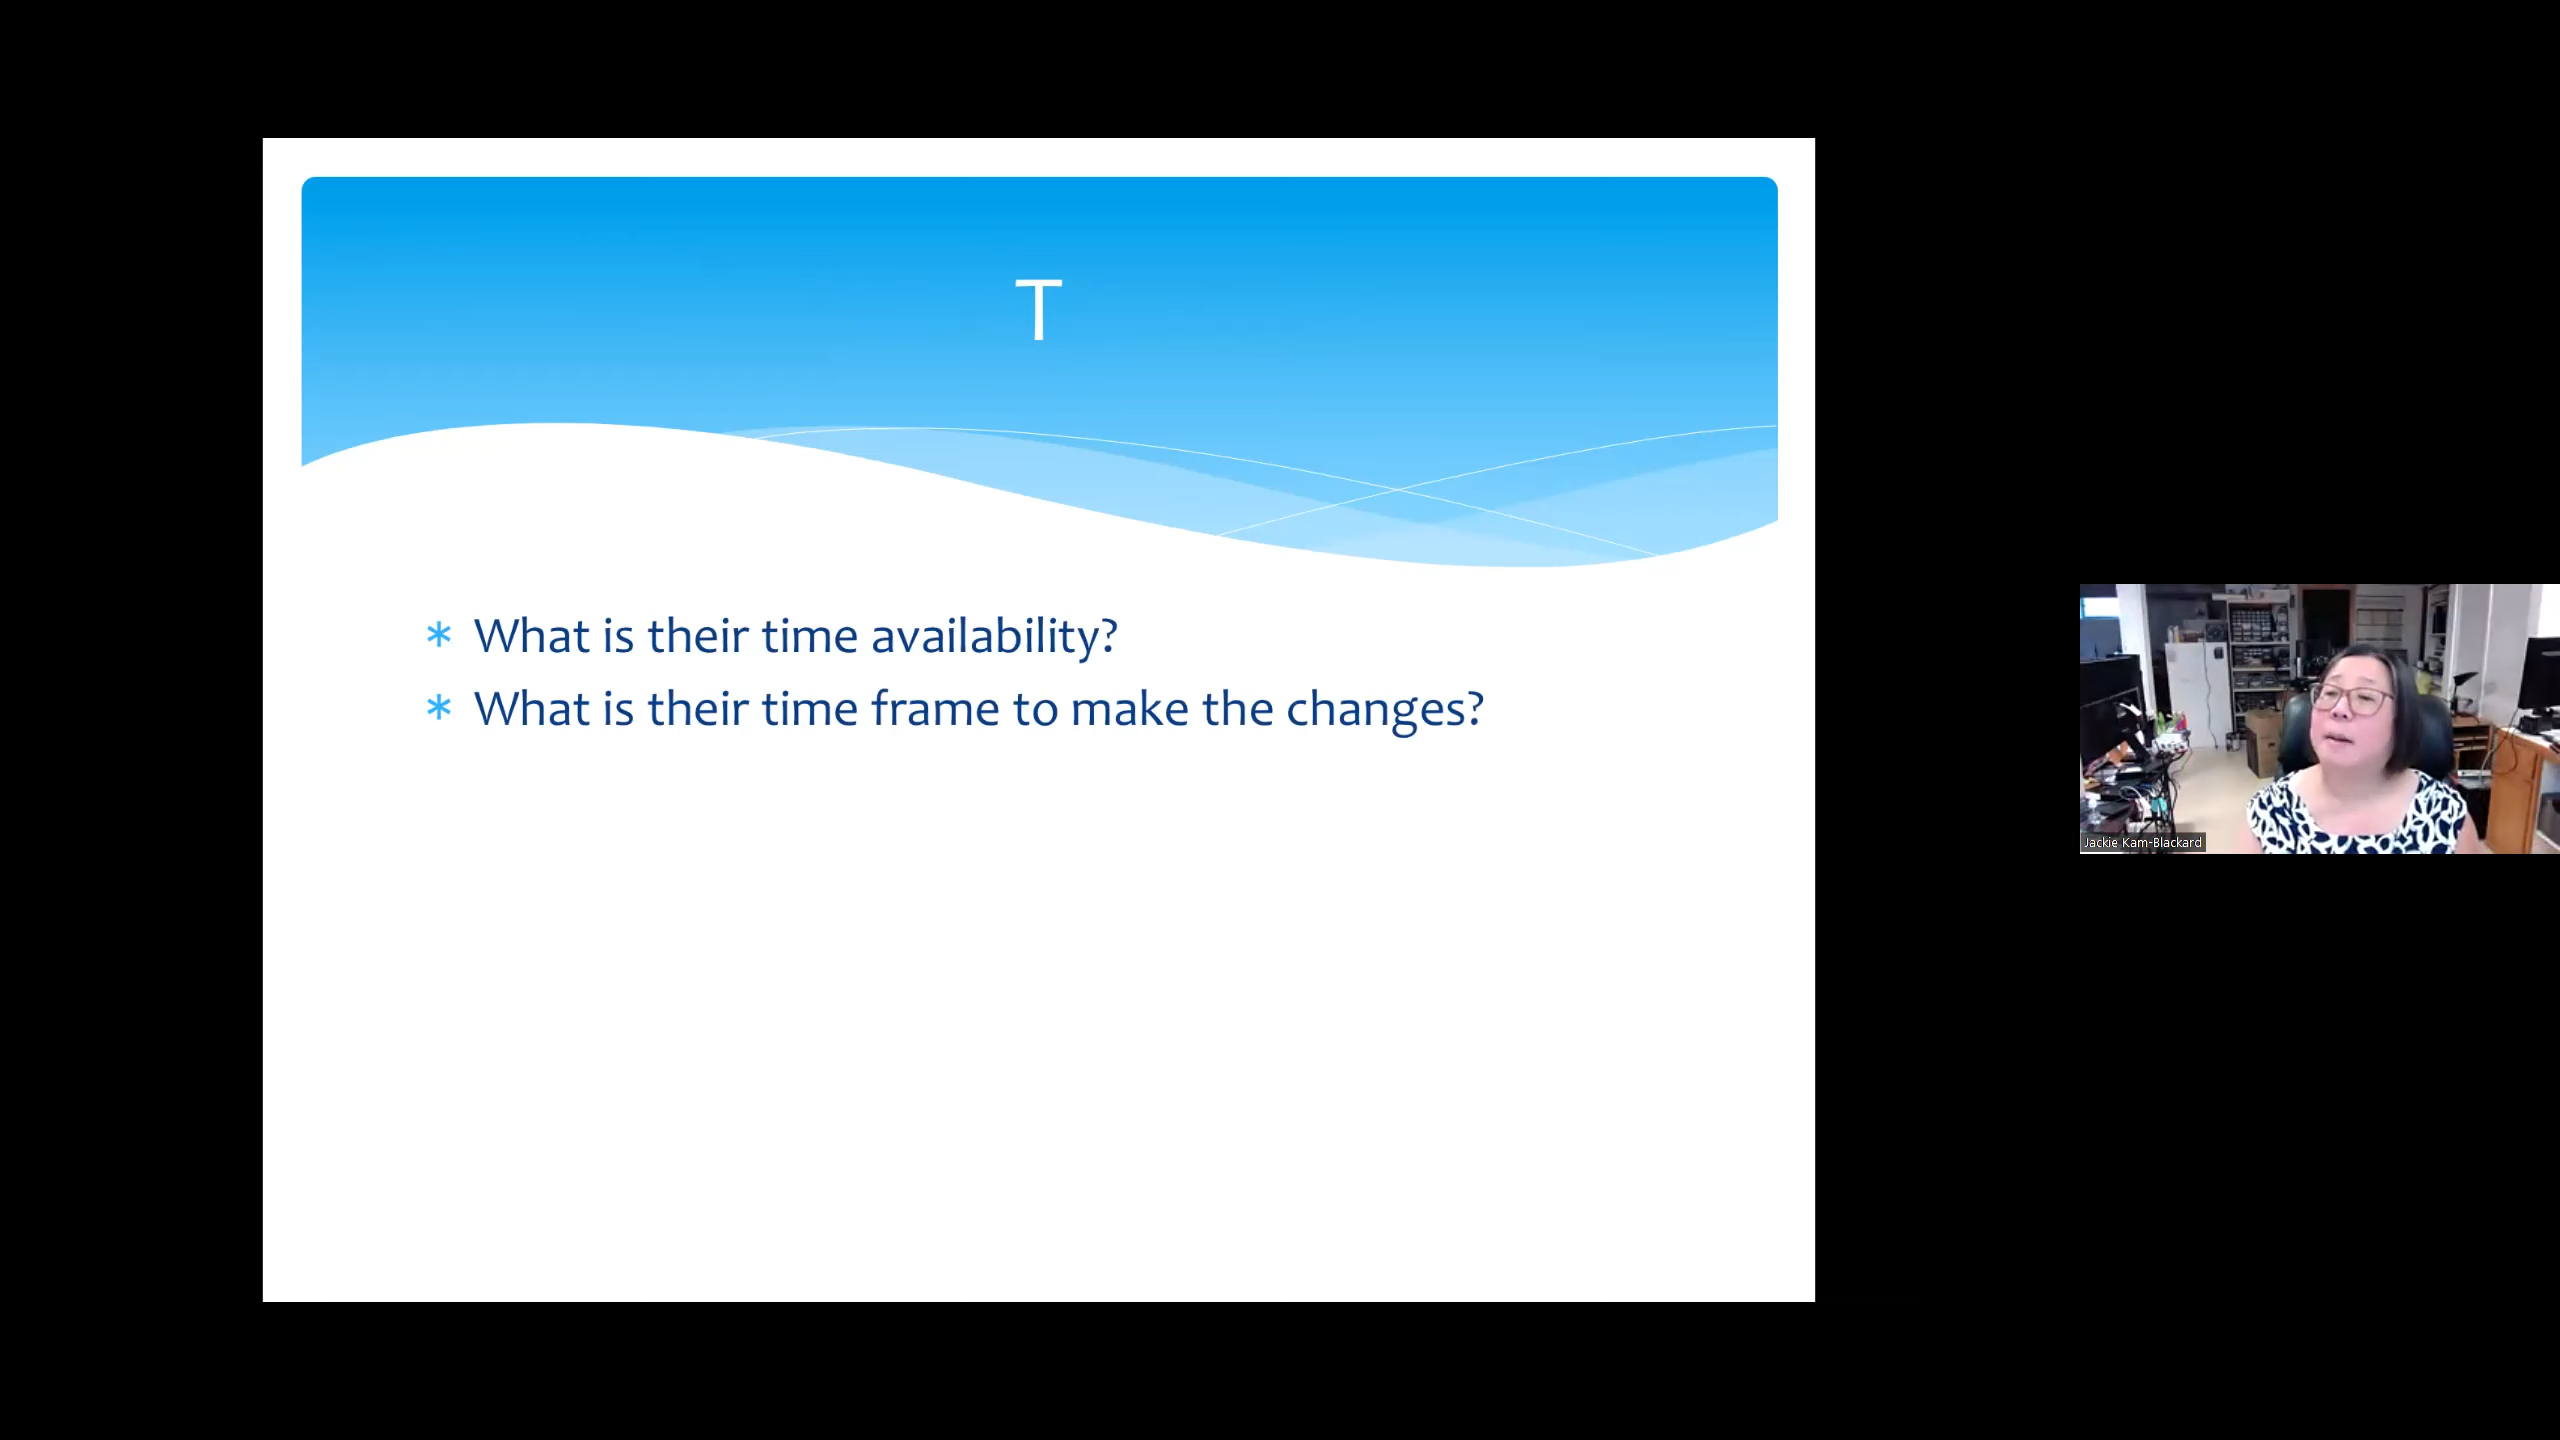 T
* What is their time availability?
* What is their time frame to make the changes?
Jackie Kam-Blackard